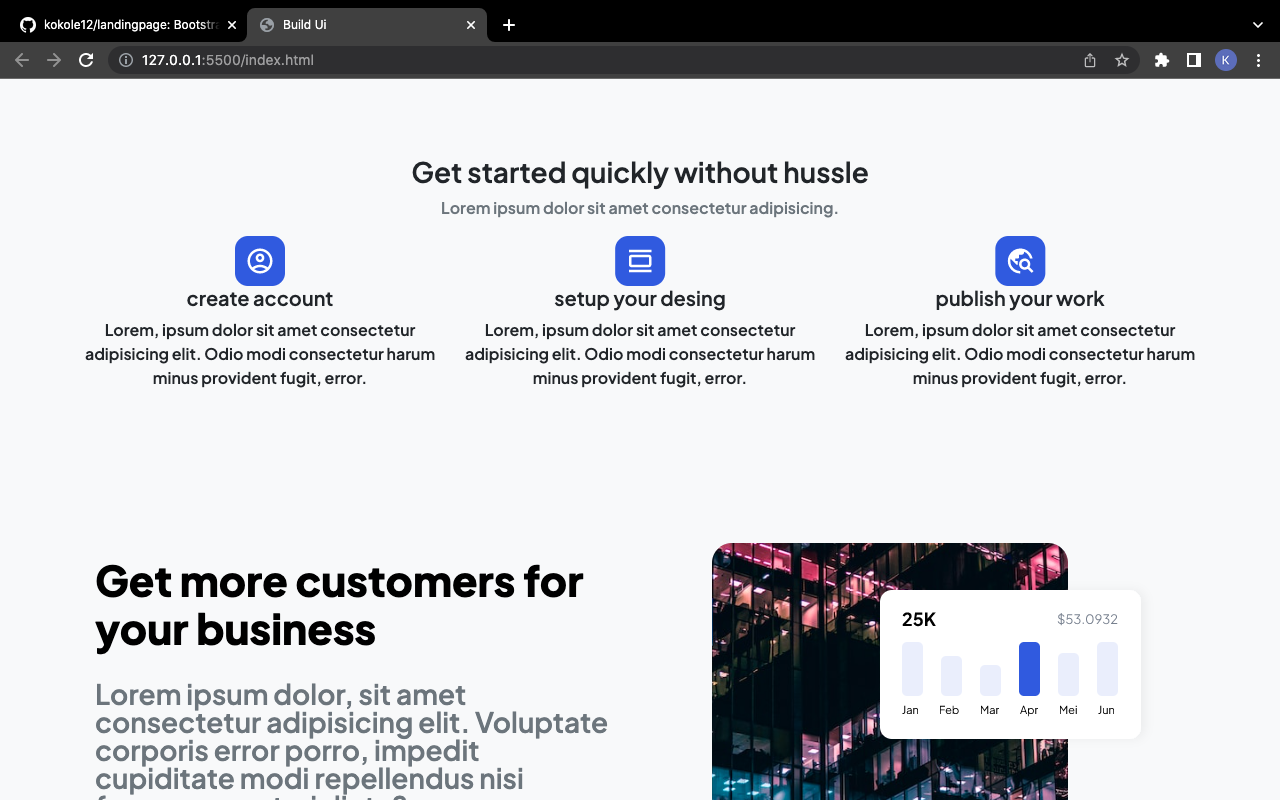 kokole12/landingpage: Bootstra
Build Ui
127.0.0.1:5500/index.html
K
Get started quickly without hussle
Lorem ipsum dolor sit amet consectetur adipisicing.
create account
Lorem, ipsum dolor sit amet consectetur
adipisicing elit. Odio modi consectetur harum
minus provident fugit, error.
setup your desing
Lorem, ipsum dolor sit amet consectetur
adipisicing elit. Odio modi consectetur harum
minus provident fugit, error.
publish your work
Lorem, ipsum dolor sit amet consectetur
adipisicing elit. Odio modi consectetur harum
minus provident fugit, error.
Get more customers for
your business
Lorem ipsum dolor, sit amet
consectetur adipisicing elit. Voluptate
corporis error porro, impedit
cupiditate modi repellendus nisi
25K $53.0932
Jan Feb Mar Apr Mei Jun